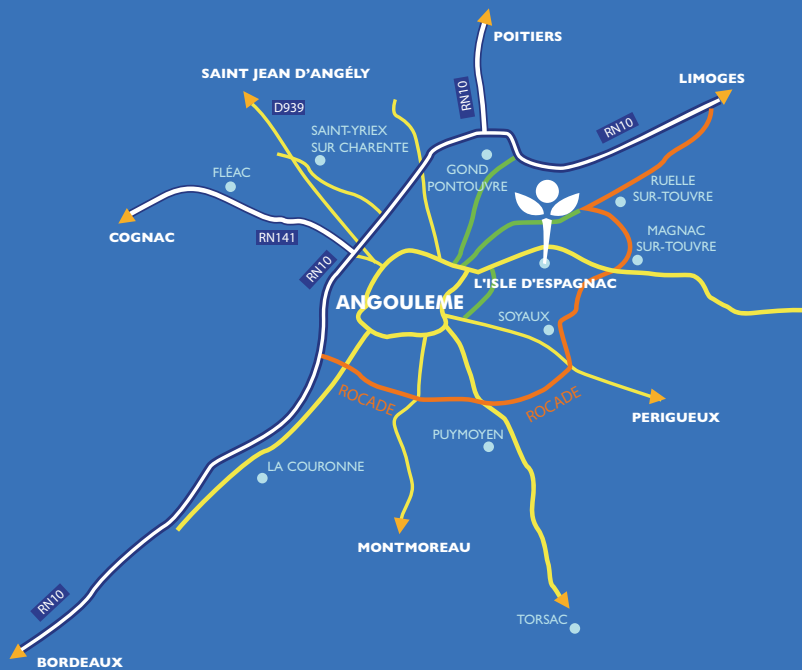 POITIERS
SAINT JEAN D'ANGÉLY
LIMOGES
RN10
D939
RN10
SAINT-YRIEX
SUR CHARENTE
GOND
PONTOUVRE
FLÉAC
RUELLE
SUR-TOUVRE
COGNAC
RN141
MAGNAC
SUR-TOUVRE
RN10
L'ISLE D'ESPAGNAC
ANGOULEME
SOYAUX
ROCADE
ROCADE
PERIGUEUX
PUYMOYEN
LA COURONNE
MONTMOREAU
RN10
TORSAC
BORDEAUX